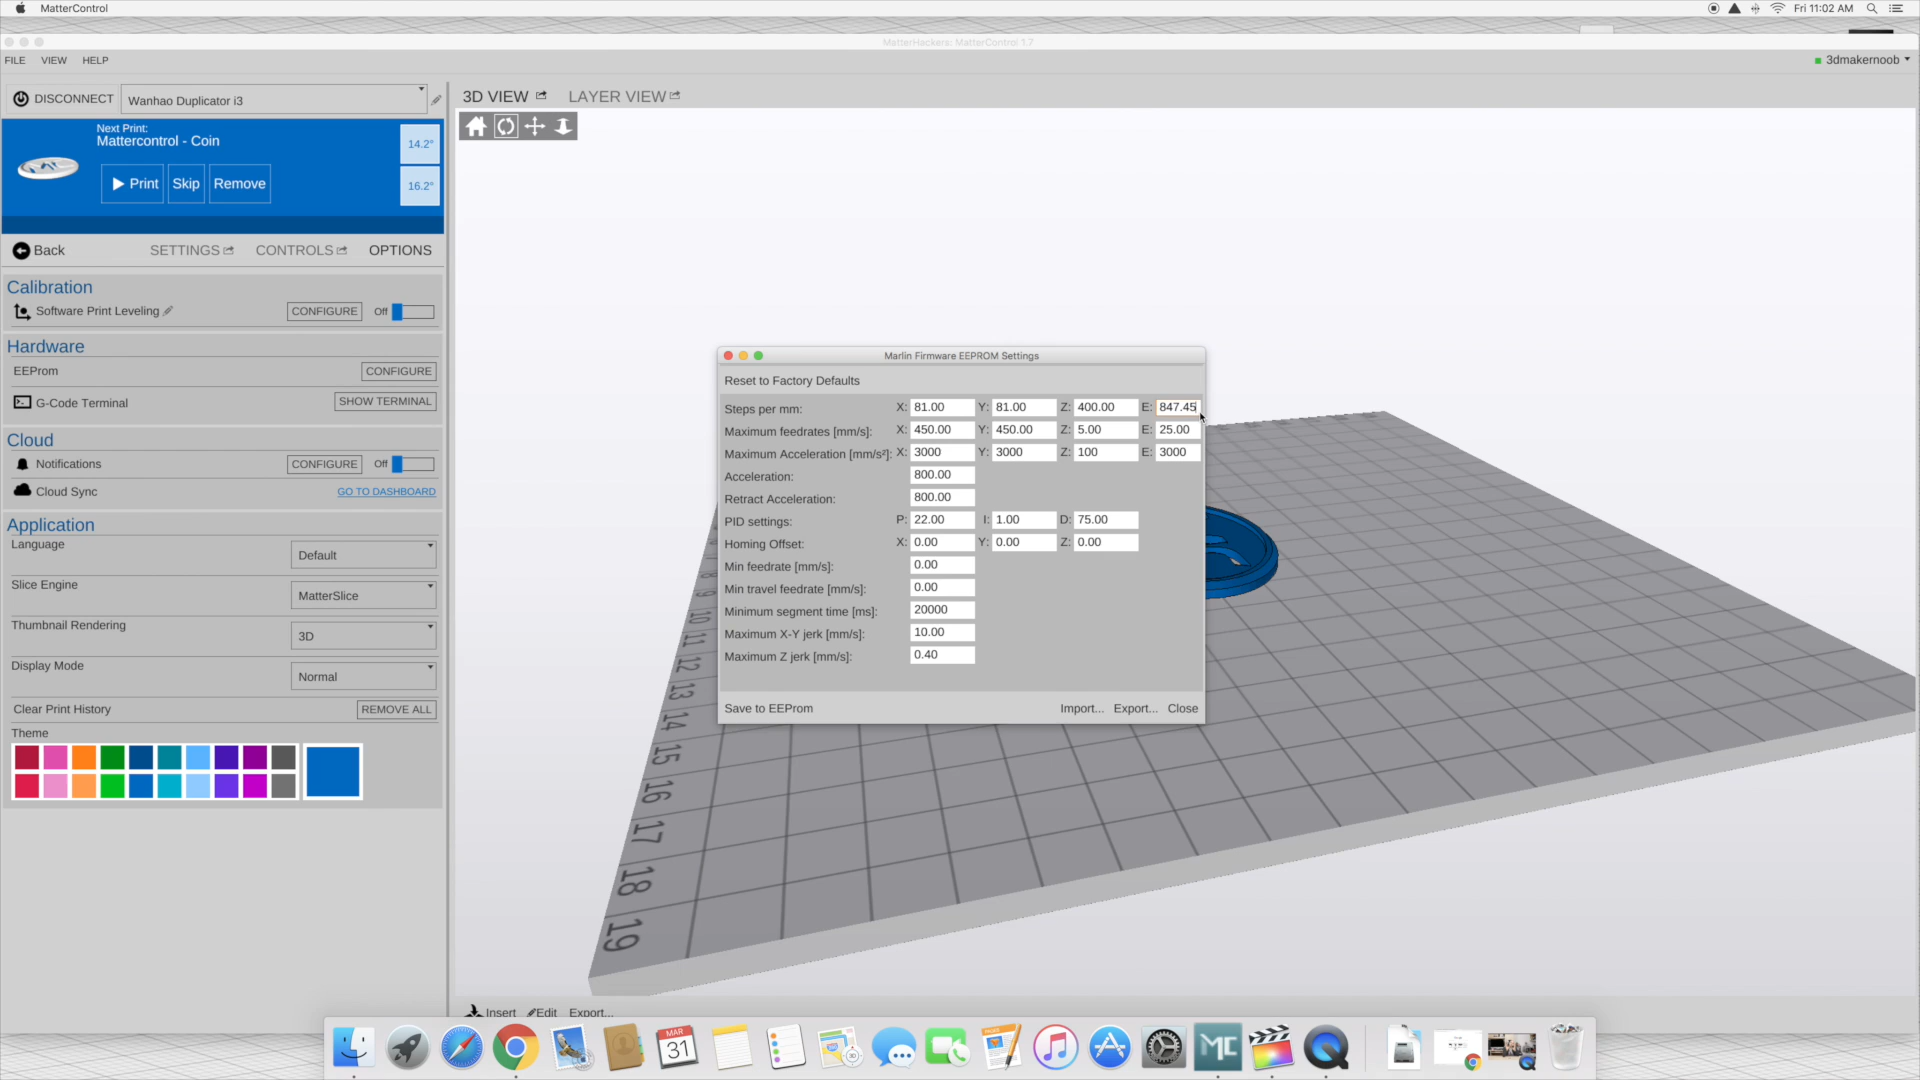 MatterControl
Fri 11:02 AM
MatterHackers: MatterControl 1.7
FILE VIEW HELP
3dmakernoob
DISCONNECT
Wanhao Duplicator i3
3D VIEW LAYER VIEW
Next Print:
Mattercontrol - Coin
14.2°
Print Skip Remove
16.2°
Back SETTINGS CONTROLS OPTIONS
Calibration
Software Print Leveling CONFIGURE Off
Hardware
EEProm CONFIGURE
G-Code Terminal SHOW TERMINAL
Cloud
Notifications CONFIGURE Off
Cloud Sync GO TO DASHBOARD
Application
Language
Default
Slice Engine
MatterSlice
Thumbnail Rendering
3D
Display Mode
Normal
Clear Print History REMOVE ALL
Theme
Marlin Firmware EEPROM Settings
Reset to Factory Defaults
Steps per mm: X: 81.00 Y: 81.00 Z: 400.00 E: 847.45
Maximum feedrates [mm/s]: X: 450.00 Y: 450.00 Z: 5.00 E: 25.00
Maximum Acceleration [mm/s²]: X: 3000 Y: 3000 Z: 100 E: 3000
Acceleration: 800.00
Retract Acceleration: 800.00
PID settings: P: 22.00 I: 1.00 D: 75.00
Homing Offset: X: 0.00 Y: 0.00 Z: 0.00
Min feedrate [mm/s]: 0.00
Min travel feedrate [mm/s]: 0.00
Minimum segment time [ms]: 20000
Maximum X-Y jerk [mm/s]: 10.00
Maximum Z jerk [mm/s]: 0.40
Save to EEProm Import... Export... Close
10
11
12
13
14
15
16
17
18
19
Insert Edit Export...
MAR
31
MC